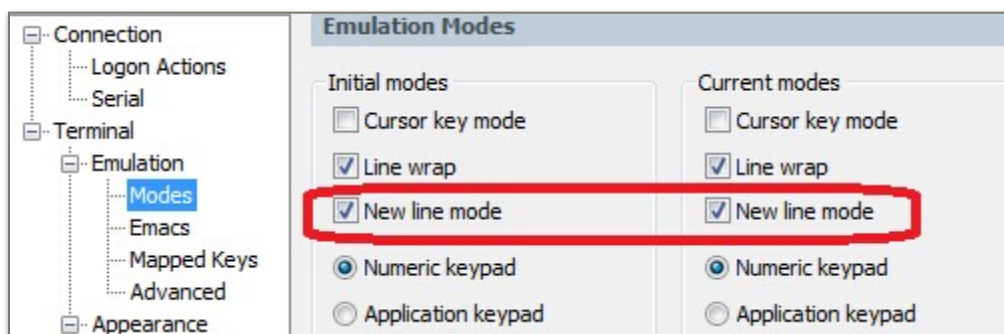 Connection
Logon Actions
Serial
Terminal
Emulation
Modes
Emacs
Mapped Keys
Advanced
Appearance
Emulation Modes
Initial modes
Cursor key mode
Line wrap
New line mode
Numeric keypad
Application keypad
Current modes
Cursor key mode
Line wrap
New line mode
Numeric keypad
Application keypad